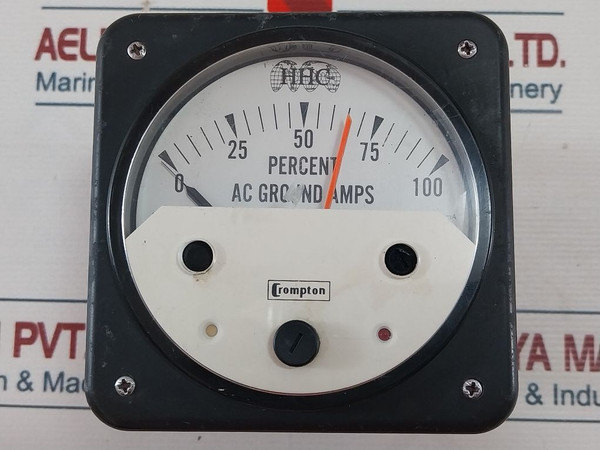 AEL
TD.
Marin
nery
HHC
0
25
50
75
100
PERCENT
AC GROUND AMPS
Crompton
PVT
YA MA
n & Mac
& Indu